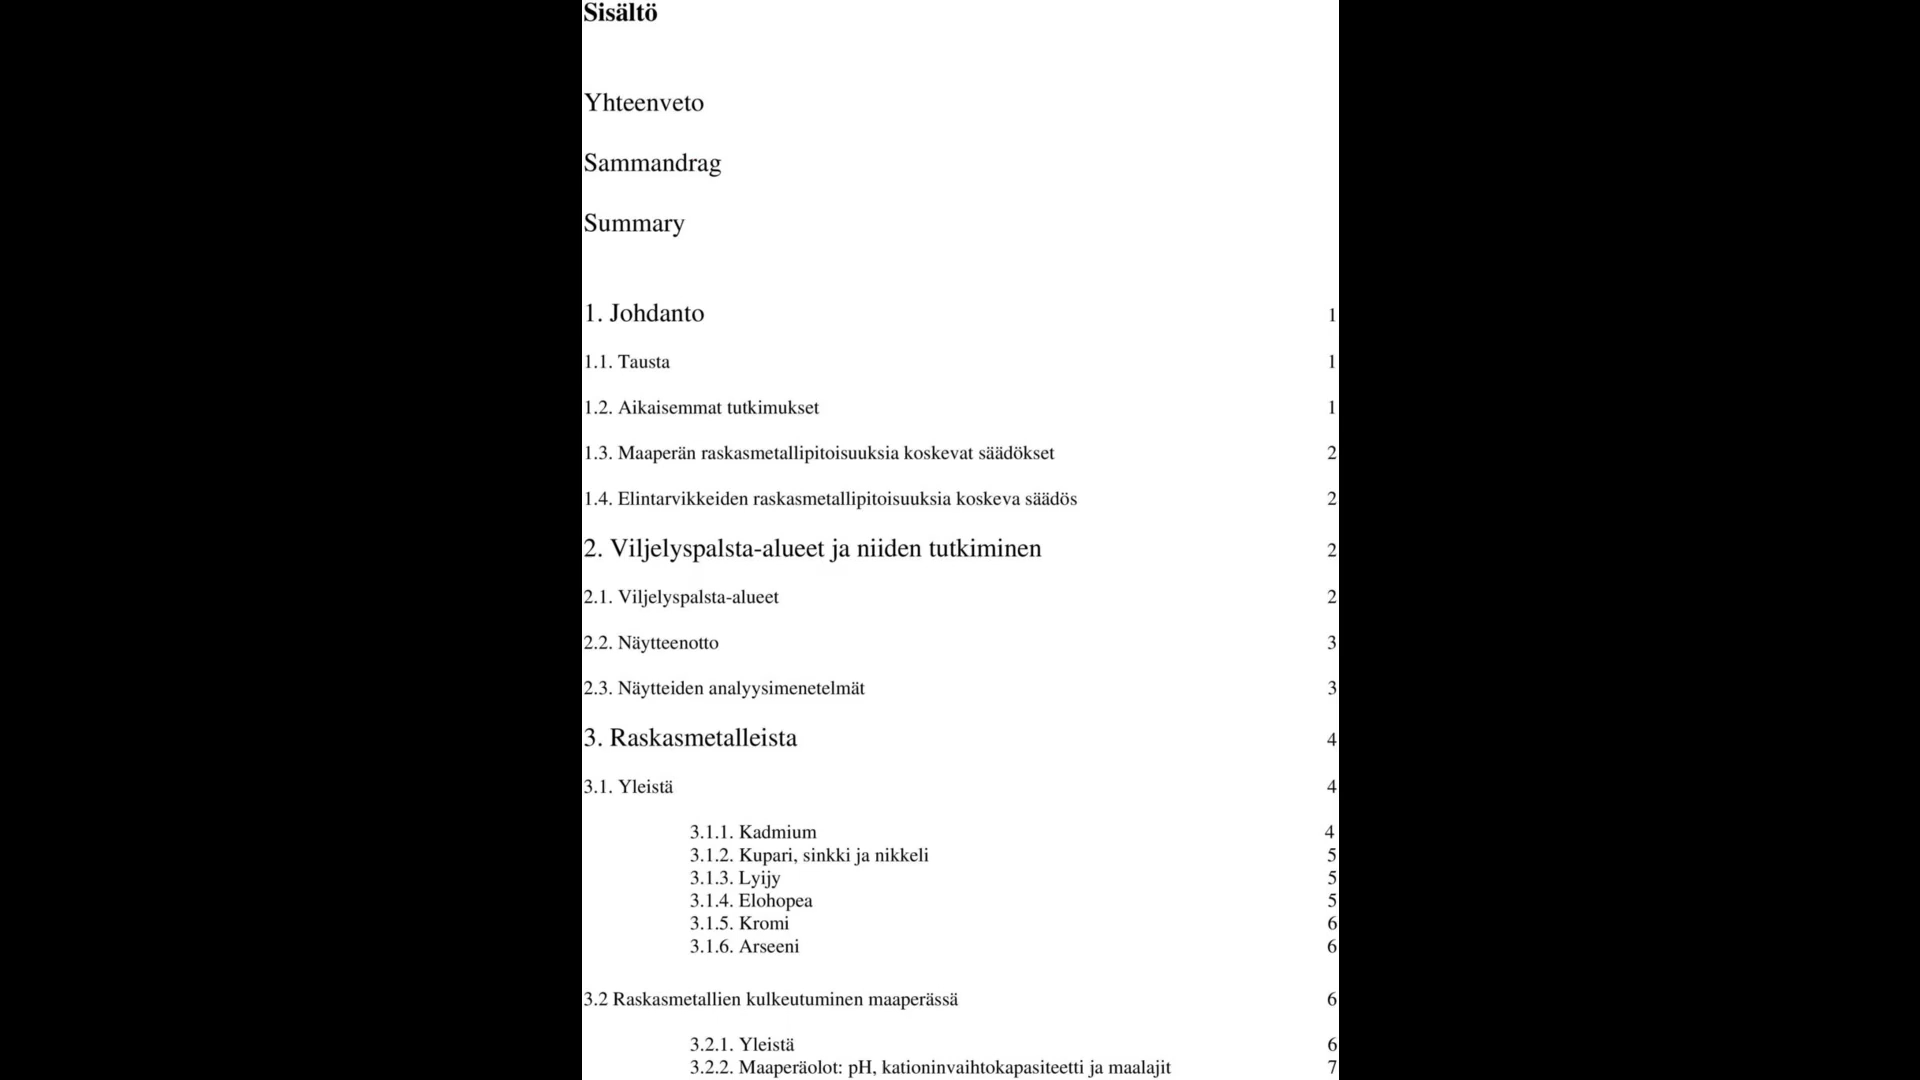 Sisältö
Yhteenveto
Sammandrag
Summary
1. Johdanto 1
1.1. Tausta 1
1.2. Aikaisemmat tutkimukset 1
1.3. Maaperän raskasmetallipitoisuuksia koskevat säädökset 2
1.4. Elintarvikkeiden raskasmetallipitoisuuksia koskeva säädös 2
2. Viljelyspalsta-alueet ja niiden tutkiminen 2
2.1. Viljelyspalsta-alueet 2
2.2. Näytteenotto 3
2.3. Näytteiden analyysimenetelmät 3
3. Raskasmetalleista 4
3.1. Yleistä 4
3.1.1. Kadmium 4
3.1.2. Kupari, sinkki ja nikkeli 5
3.1.3. Lyijy 5
3.1.4. Elohopea 5
3.1.5. Kromi 6
3.1.6. Arseeni 6
3.2 Raskasmetallien kulkeutuminen maaperässä 6
3.2.1. Yleistä 6
3.2.2. Maaperäolot: pH, kationinvaihtokapasiteetti ja maalajit 7